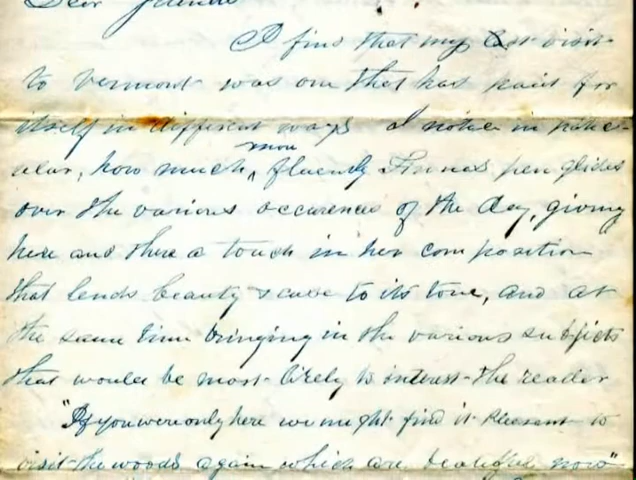 Dear friend
I find that my last visit
to Vermont was one that has paid for
itself in different ways I notice in partic-
ular, how much more fluently pen glides
over the various occurences of the day, giving
here and there a touch in her composition
that lends beauty & ease to its tone, and at
the same time bringing in the various subjects
that would be most likely to interest the reader
"If you were only here we might find it pleasent to
visit the woods again which are beautiful now"